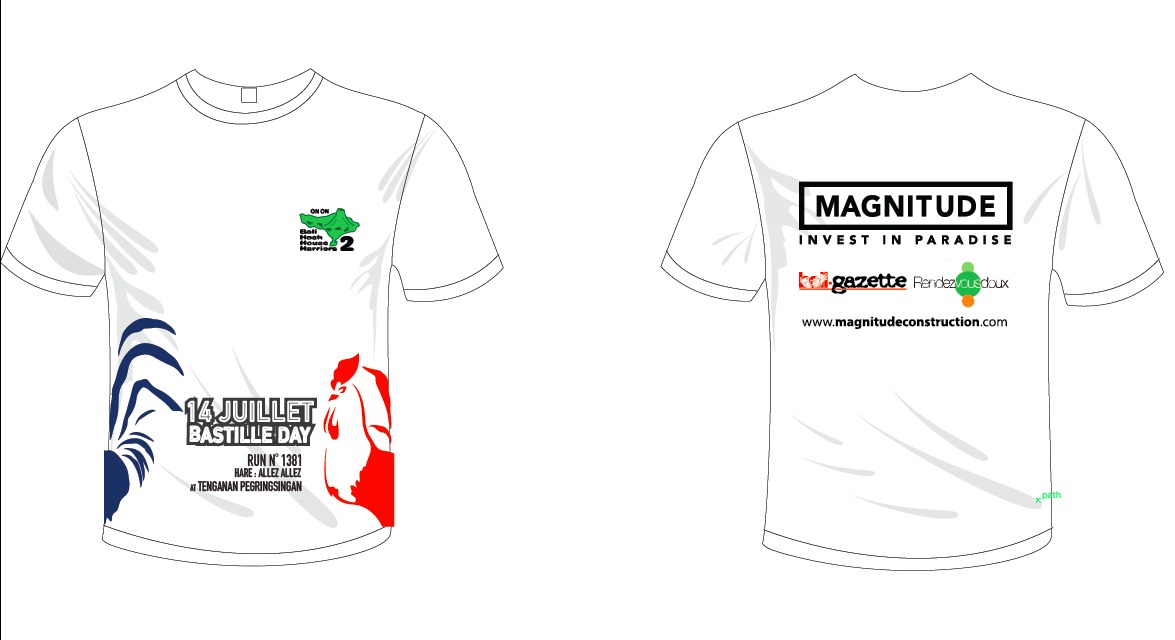 ON ON
Bali
Hash
House
Harriers 2
14 JUILLET
BASTILLE DAY
RUN N° 1381
HARE : ALLEZ ALLEZ
AT TENGANAN PEGRINGSINGAN
MAGNITUDE
INVEST IN PARADISE
bali-gazette Rendezvousdoux
www.magnitudeconstruction.com
path